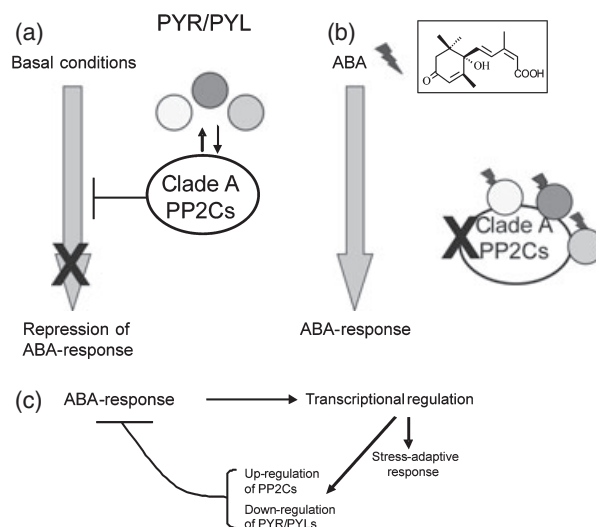 (a)
PYR/PYL
Basal conditions
Clade A
PP2Cs
X
Repression of
ABA-response
(b)
ABA
O
OH
COOH
Clade A
X
PP2Cs
ABA-response
(c)
ABA-response
Transcriptional regulation
Stress-adaptive
response
Up-regulation
of PP2Cs
Down-regulation
of PYR/PYLs